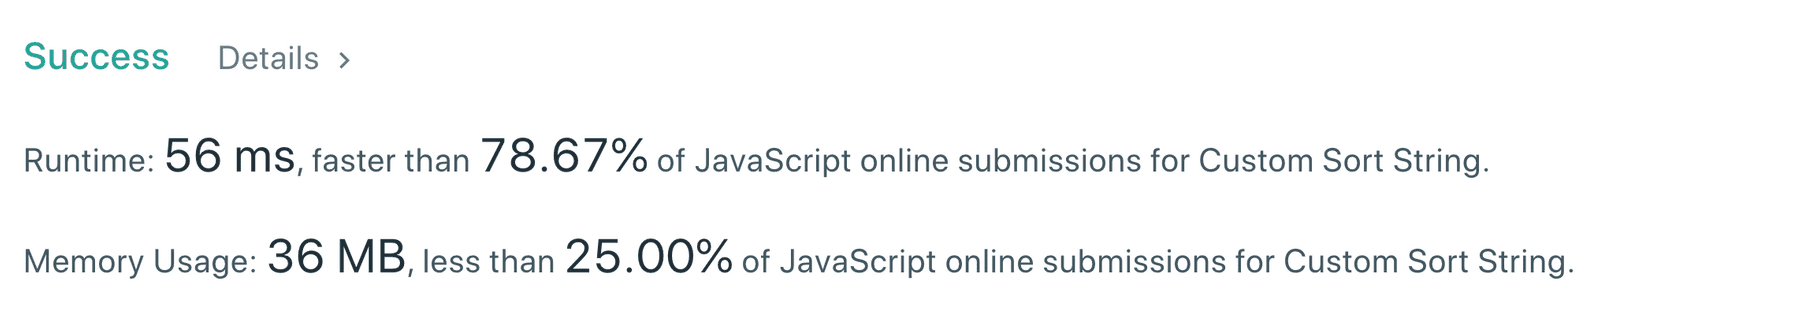 Success Details >
Runtime: 56 ms, faster than 78.67% of JavaScript online submissions for Custom Sort String.
Memory Usage: 36 MB, less than 25.00% of JavaScript online submissions for Custom Sort String.